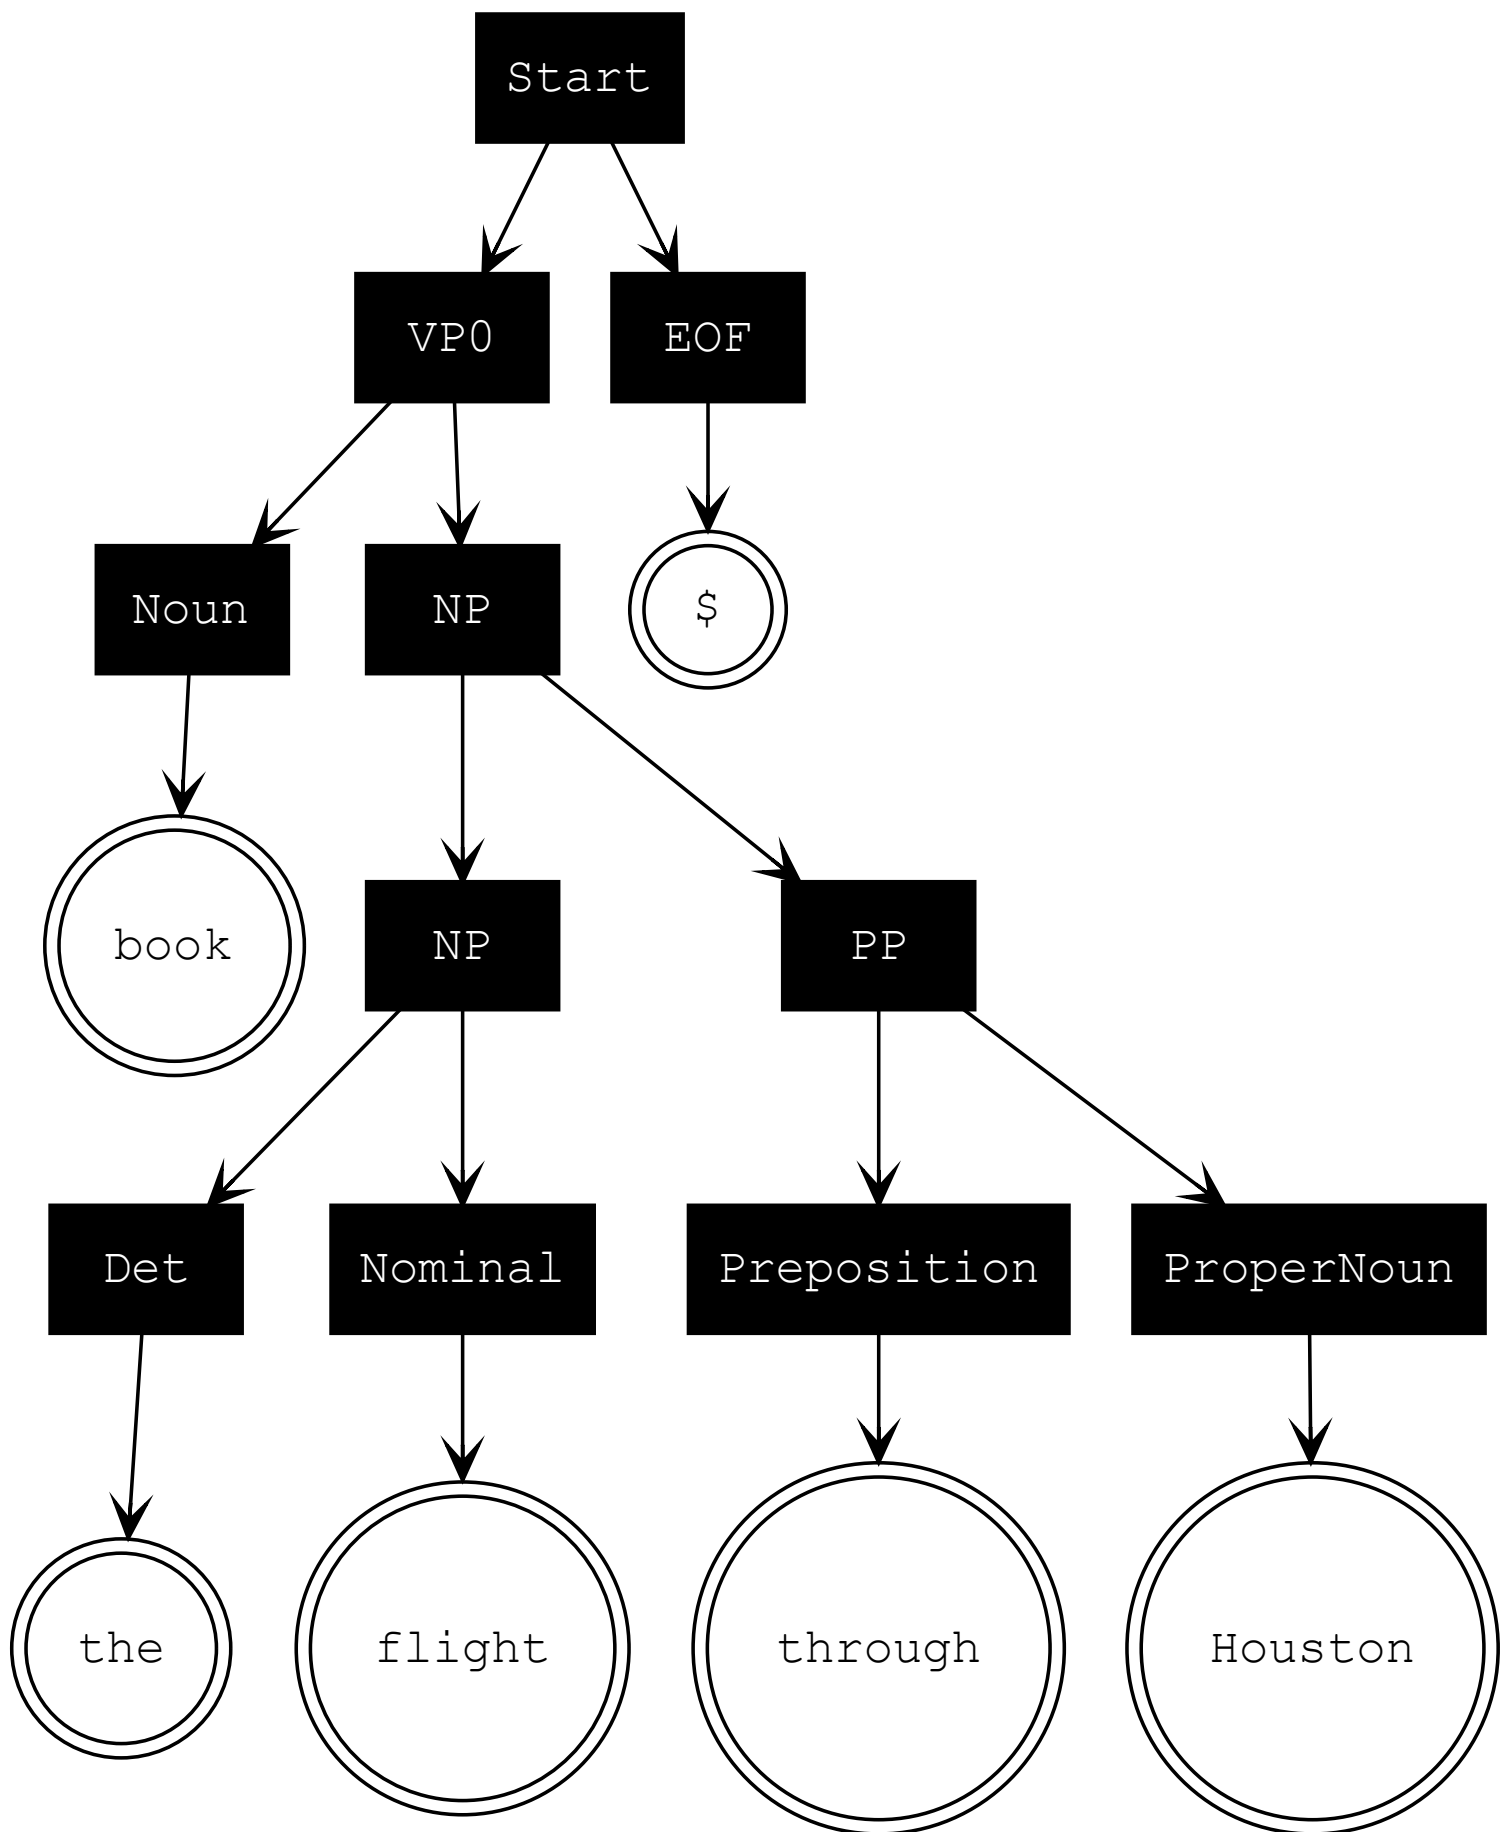 Start
VP0 EOF
Noun NP $
book NP PP
Det Nominal Preposition ProperNoun
the flight through Houston